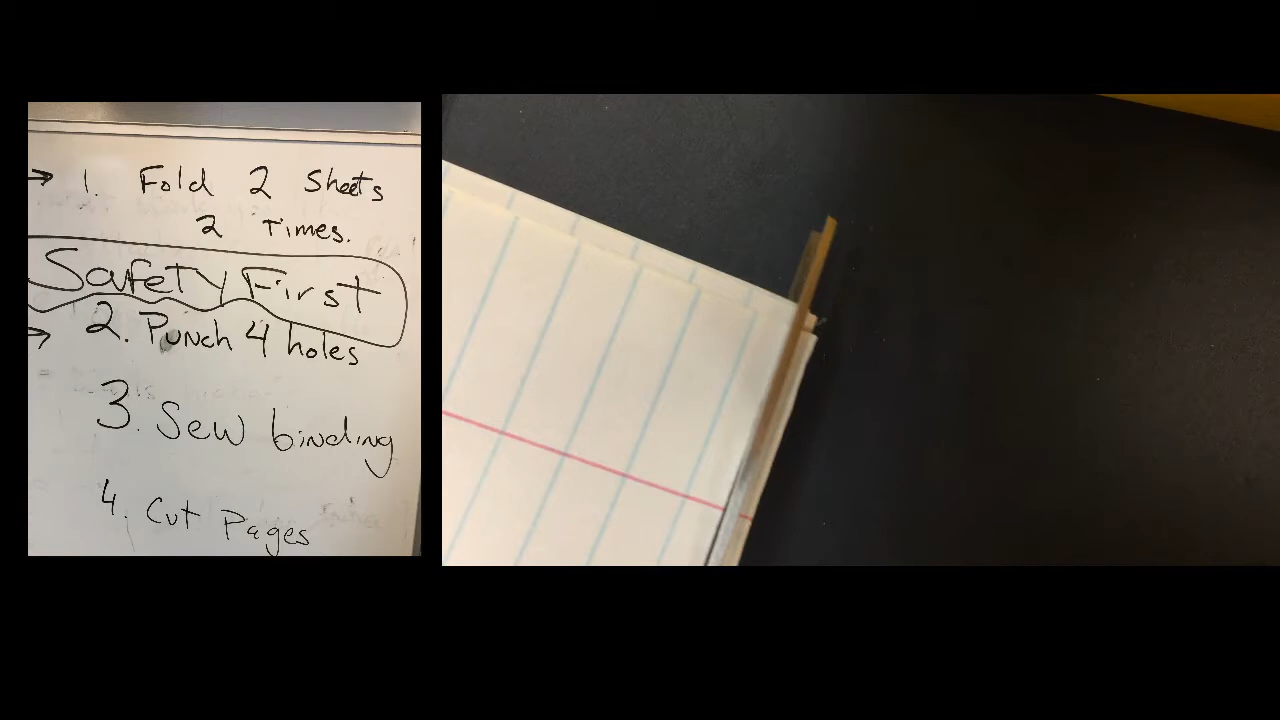 → 1. Fold 2 Sheets
2 Times.
Safety First
→ 2. Punch 4 holes
3. Sew binding
4. Cut Pages